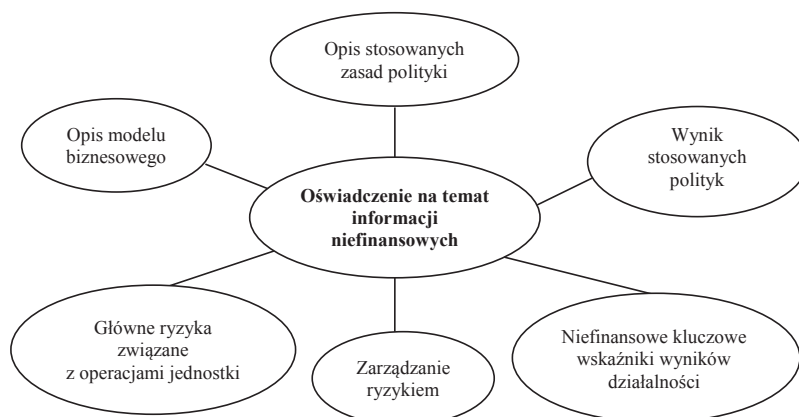 Opis stosowanych
zasad polityki
Opis modelu
biznesowego
Wynik
stosowanych
polityk
Oświadczenie na temat
informacji
niefinansowych
Główne ryzyka
związane
z operacjami jednostki
Zarządzanie
ryzykiem
Niefinansowe kluczowe
wskaźniki wyników
działalności